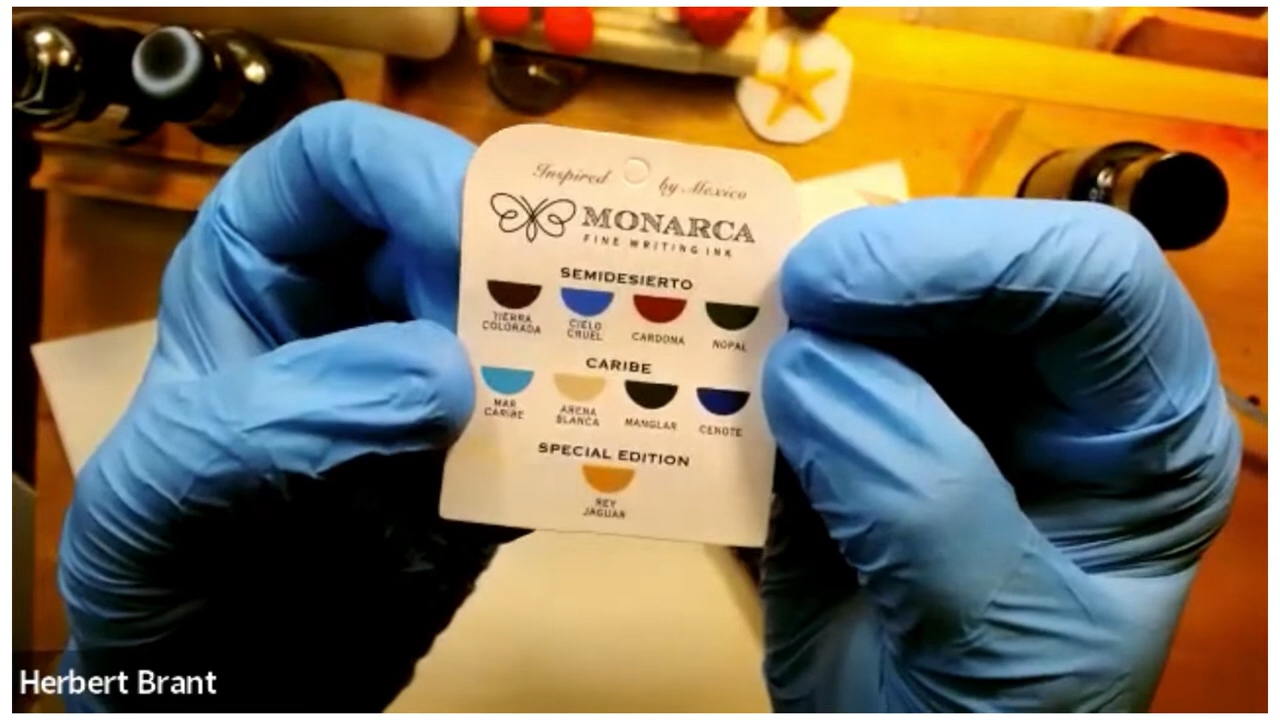 Inspired by Mexico
MONARCA
FINE WRITING INK
SEMIDESIERTO
TIERRA COLORADA
CIELO CRUEL
CARDONA
NOPAL
CARIBE
MAR CARIBE
ARENA BLANCA
MANGLAR
CENOTE
SPECIAL EDITION
REY JAGUAR
Herbert Brant